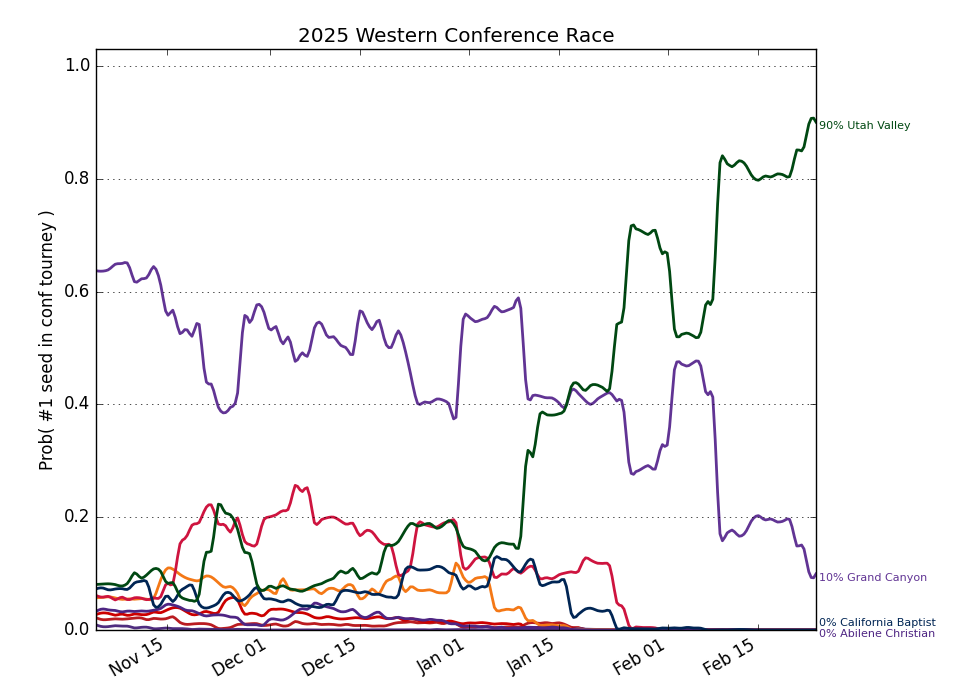 2025 Western Conference Race
Prob( #1 seed in conf tourney )
1.0
0.8
0.6
0.4
0.2
0.0
Nov 15
Dec 01
Dec 15
Jan 01
Jan 15
Feb 01
Feb 15
90% Utah Valley
10% Grand Canyon
0% California Baptist
0% Abilene Christian